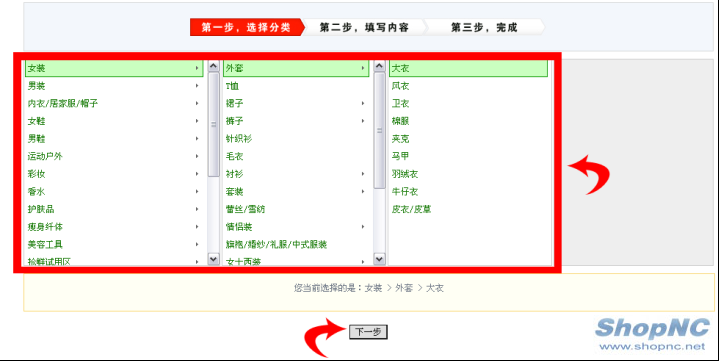 第一步，选择分类
第二步，填写内容
第三步，完成
女装
男装
内衣/居家服/帽子
女鞋
男鞋
运动户外
彩妆
香水
护肤品
瘦身纤体
美容工具
抢鲜试用区
外套
T恤
裙子
裤子
针织衫
毛衣
衬衫
套装
蕾丝/雪纺
情侣装
旗袍/婚纱/礼服/中式服装
女士西装
大衣
风衣
卫衣
棉服
夹克
马甲
羽绒衣
牛仔衣
皮衣/皮草
您当前选择的是：女装 > 外套 > 大衣
下一步
ShopNC
www.shopnc.net